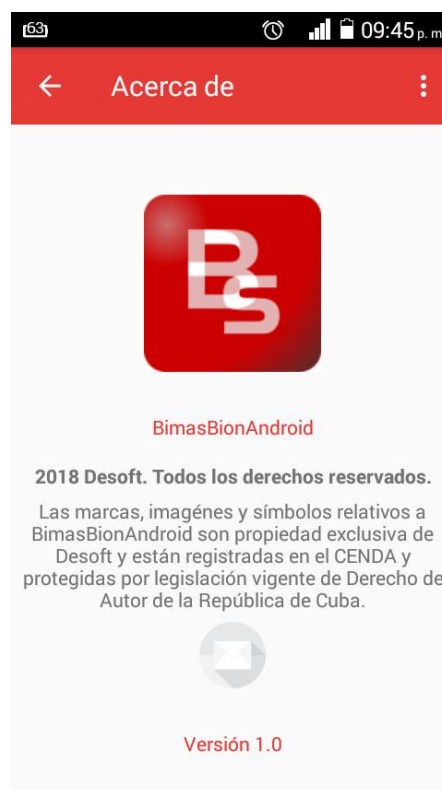 63
09:45 p. m
Acerca de
Bs
BimasBionAndroid
2018 Desoft. Todos los derechos reservados.
Las marcas, imagénes y símbolos relativos a
BimasBionAndroid son propiedad exclusiva de
Desoft y están registradas en el CENDA y
protegidas por legislación vigente de Derecho de
Autor de la República de Cuba.
Versión 1.0